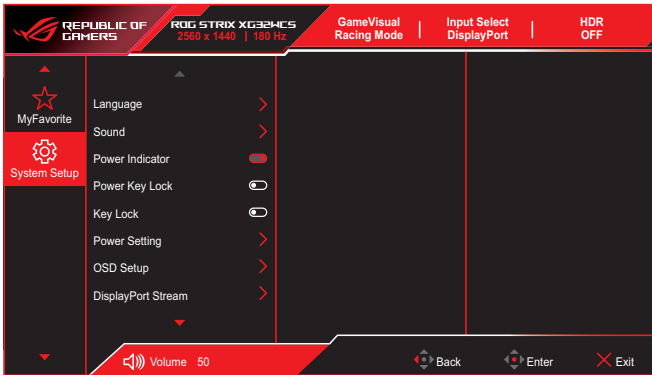 REPUBLIC OF
GAMERS
ROG STRIX XG32WCS
2560 x 1440 | 180 Hz
GameVisual
Racing Mode
Input Select
DisplayPort
HDR
OFF
MyFavorite
System Setup
Language
Sound
Power Indicator
Power Key Lock
Key Lock
Power Setting
OSD Setup
DisplayPort Stream
Volume 50
Back
Enter
Exit